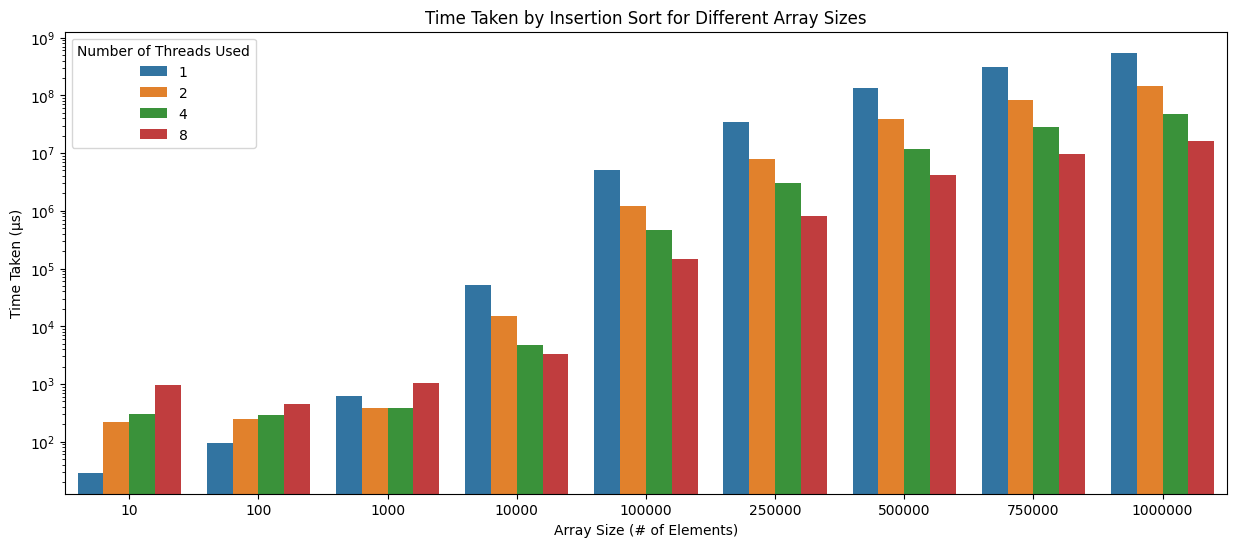 Time Taken by Insertion Sort for Different Array Sizes
Number of Threads Used
1
2
4
8
10⁹
10⁸
10⁷
10⁶
10⁵
10⁴
10³
10²
Time Taken (μs)
10 100 1000 10000 100000 250000 500000 750000 1000000
Array Size (# of Elements)